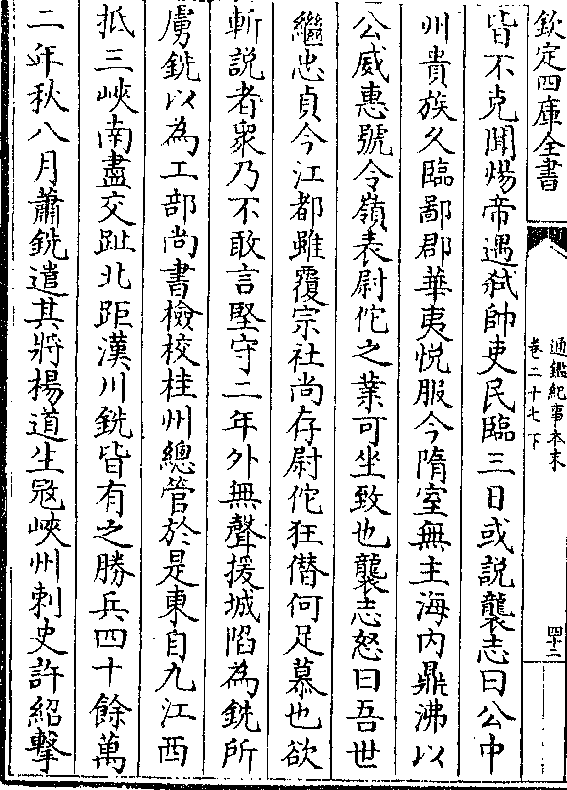 欽定四庫全書
通鑑紀事本末
卷二十七下
四十三
皆不克聞煬帝遇弑帥吏民臨三日或説襲志曰公中
州貴族久臨鄙郡華夷悦服今隋室無主海内鼎沸以
公威惠號令嶺表尉佗之業可坐致也襲志怒曰吾世
繼忠貞今江都雖覆宗社尚存尉佗狂僭何足慕也欲
斬説者衆乃不敢言堅守二年外無聲援城陷為銑所
虜銑以為工部尚書檢校桂州總管於是東自九江西
抵三峽南盡交趾北距漢川銑皆有之勝兵四十餘萬
二年秋八月蕭銑遣其將楊道生寇峽州刺史許紹擊